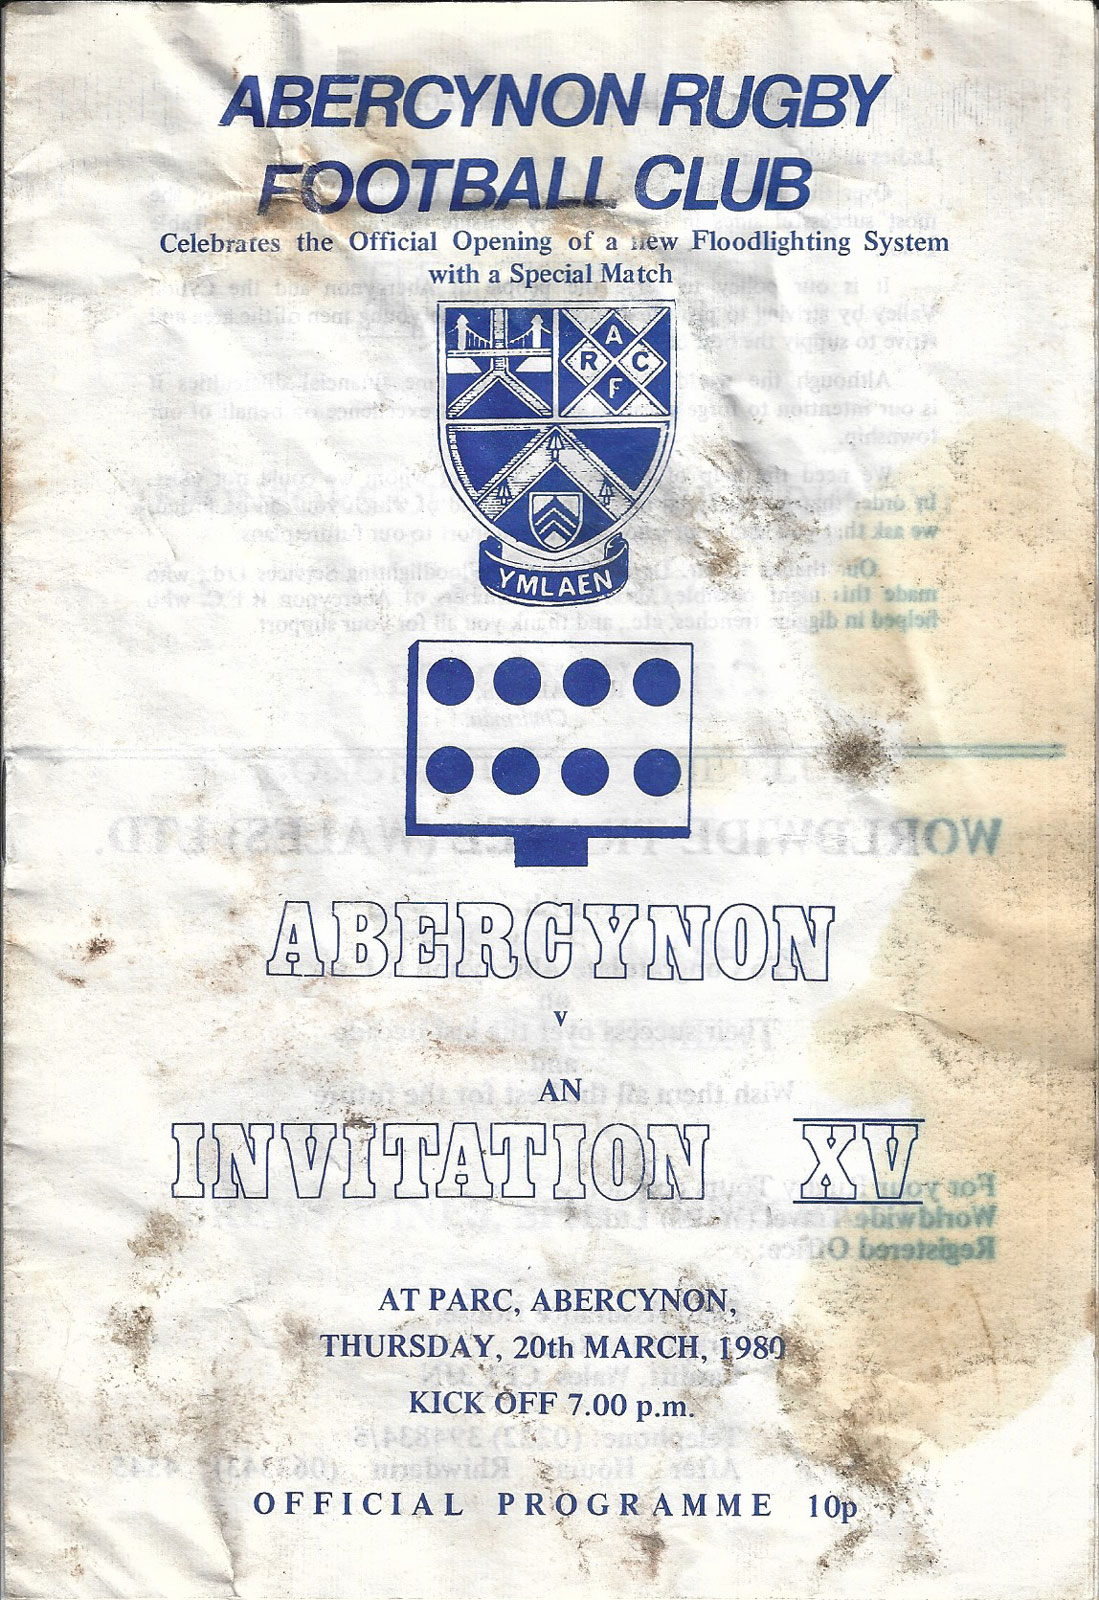 ABERCYNON RUGBY
FOOTBALL CLUB
Celebrates the Official Opening of a new Floodlighting System
with a Special Match
A
R C
F
YMLAEN
ABERCYNON
v
AN
INVITATION XV
AT PARC, ABERCYNON,
THURSDAY, 20th MARCH, 1980
KICK OFF 7.00 p.m.
OFFICIAL PROGRAMME 10p